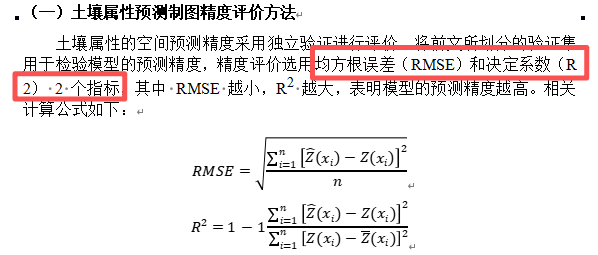 （一）土壤属性预测制图精度评价方法
土壤属性的空间预测精度采用独立验证进行评价，将前文所划分的验证集
用于检验模型的预测精度，精度评价选用均方根误差（RMSE）和决定系数（R
2）·2·个指标，其中·RMSE·越小，R²·越大，表明模型的预测精度越高。相关
计算公式如下：
RMSE = √(∑ⁿᵢ₌₁ [Ẑ(xᵢ) − Z(xᵢ)]² / n)
R² = 1 − 1 ∑ⁿᵢ₌₁ [Ẑ(xᵢ) − Z(xᵢ)]² / ∑ⁿᵢ₌₁ [Z(xᵢ) − Z̅(xᵢ)]²